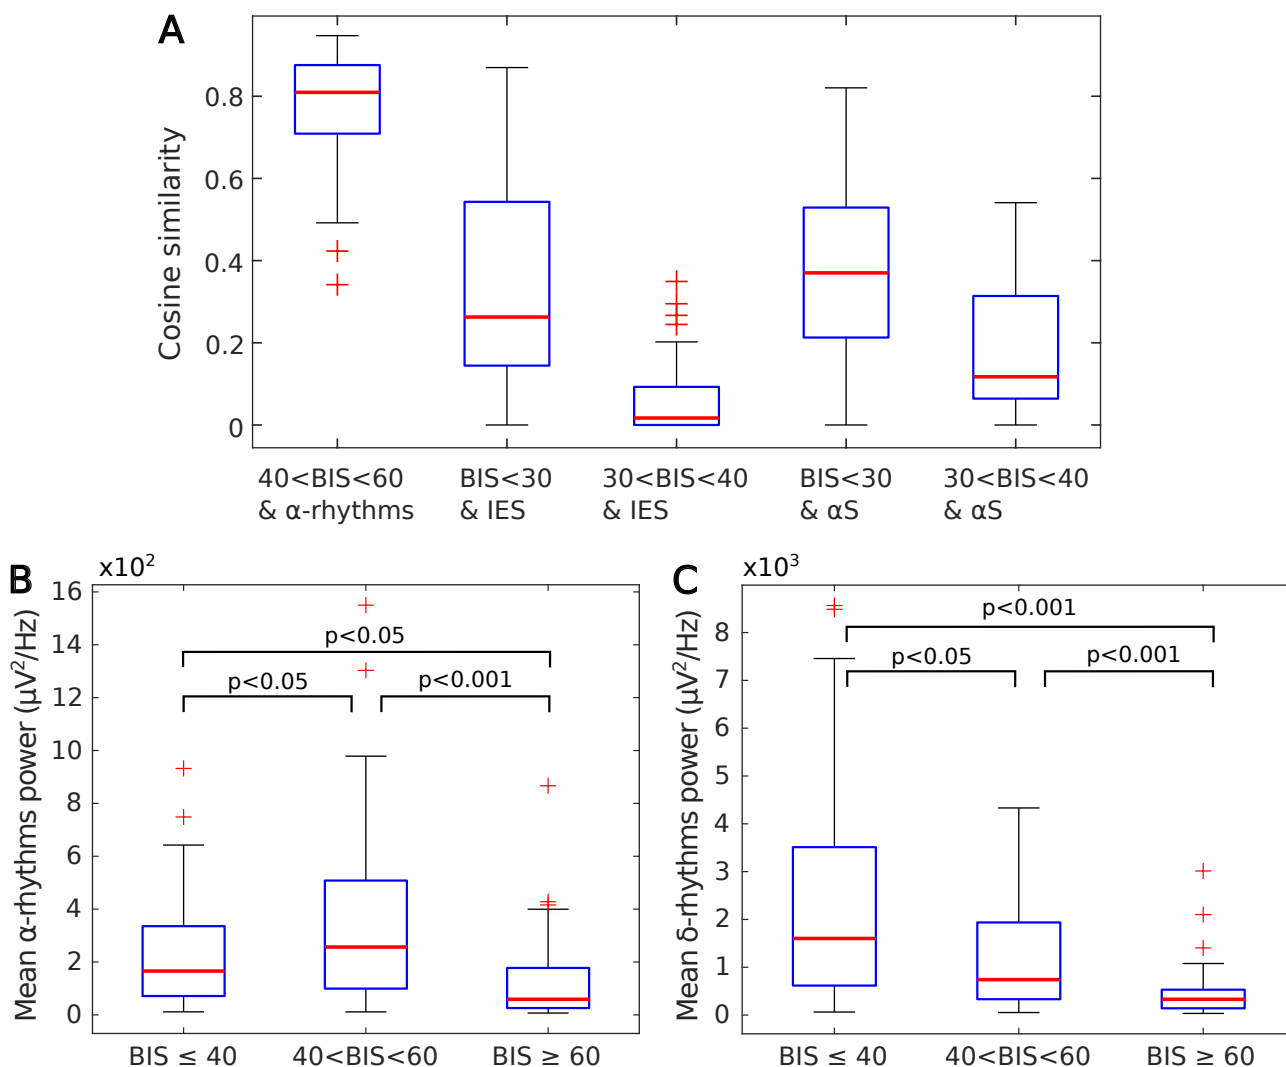 A
Cosine similarity
0.8
0.6
0.4
0.2
0
40<BIS<60
& α-rhythms
BIS<30
& IES
30<BIS<40
& IES
BIS<30
& αS
30<BIS<40
& αS
B
x10²
Mean α-rhythms power (µV²/Hz)
16
14
12
10
8
6
4
2
0
p<0.05
p<0.05
p<0.001
BIS ≤ 40
40<BIS<60
BIS ≥ 60
C
x10³
Mean δ-rhythms power (µV²/Hz)
8
7
6
5
4
3
2
1
0
p<0.001
p<0.05
p<0.001
BIS ≤ 40
40<BIS<60
BIS ≥ 60